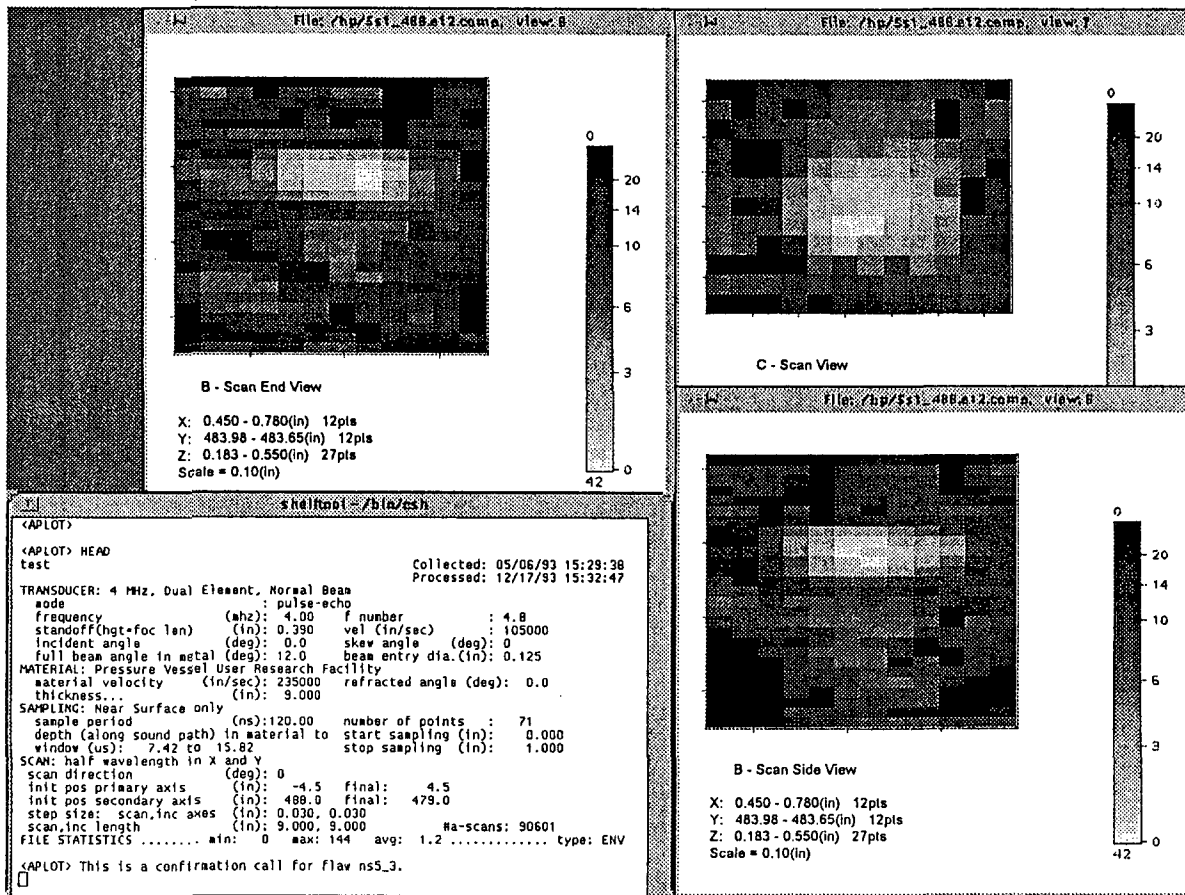 File: /hp/5s1_488.e12.comp, view: 8
0
20
14
10
6
3
0
42
B - Scan End View
X: 0.450 - 0.780(in) 12pts
Y: 483.98 - 483.65(in) 12pts
Z: 0.183 - 0.550(in) 27pts
Scale = 0.10(in)
File: /hp/5s1_488.e12.comp, view: 7
0
20
14
10
6
3
C - Scan View
File: /hp/5s1_488.e12.comp, view: 8
0
20
14
10
3
0
42
B - Scan Side View
X: 0.450 - 0.780(in) 12pts
Y: 483.98 - 483.65(in) 12pts
Z: 0.183 - 0.550(in) 27pts
Scale = 0.10(in)
shelltool - /bin/csh
<APLOT>
<APLOT> HEAD
test Collected: 05/06/93 15:29:38
Processed: 12/17/93 15:32:47
TRANSDUCER: 4 MHz, Dual Element, Normal Beam
mode : pulse-echo
frequency (mhz): 4.00 f number : 4.8
standoff(hgt=foc len) (in): 0.390 vel (in/sec) : 105000
incident angle (deg): 0.0 skew angle (deg): 0
full beam angle in metal (deg): 12.0 beam entry dia.(in): 0.125
MATERIAL: Pressure Vessel User Research Facility
material velocity (in/sec): 235000 refracted angle (deg): 0.0
thickness... (in): 9.000
SAMPLING: Near Surface only
sample period (ns):120.00 number of points : 71
depth (along sound path) in material to start sampling (in): 0.000
window (us): 7.42 to 15.82 stop sampling (in): 1.000
SCAN: half wavelength in X and Y
scan direction (deg): 0
init pos primary axis (in): -4.5 final: 4.5
init pos secondary axis (in): 488.0 final: 479.0
step size: scan,inc axes (in): 0.030, 0.030
scan,inc length (in): 9.000, 9.000 #a-scans: 90601
FILE STATISTICS ........ min: 0 max: 144 avg: 1.2 ............. type: ENV
<APLOT> This is a confirmation call for flaw ns5_3.